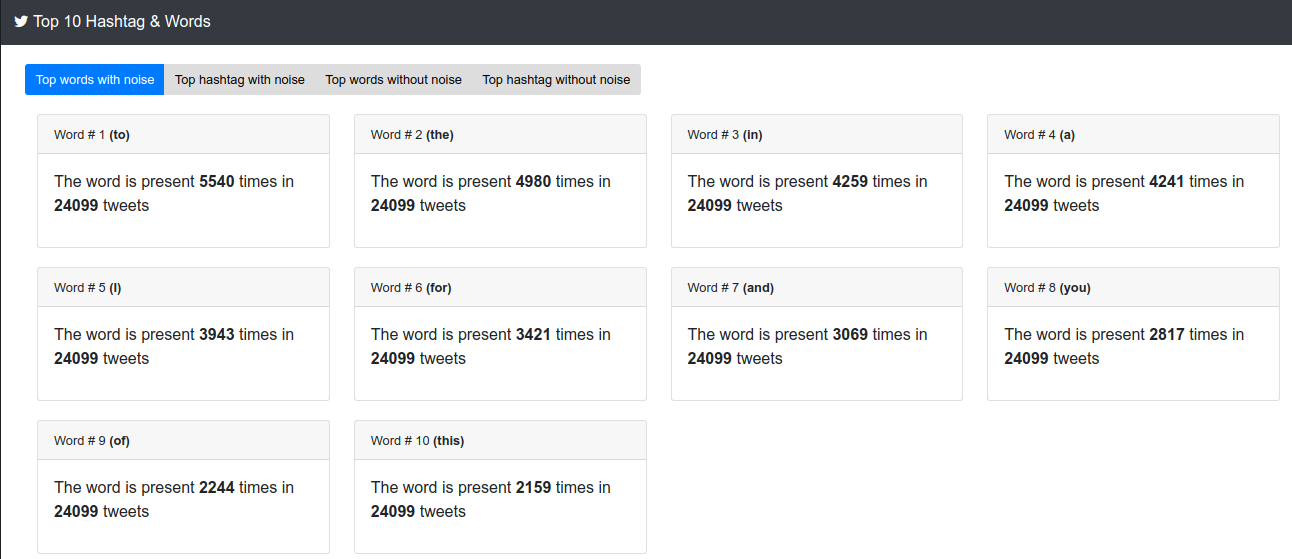 Top 10 Hashtag & Words
Top words with noise Top hashtag with noise Top words without noise Top hashtag without noise
Word # 1 (to)
The word is present 5540 times in
24099 tweets
Word # 2 (the)
The word is present 4980 times in
24099 tweets
Word # 3 (in)
The word is present 4259 times in
24099 tweets
Word # 4 (a)
The word is present 4241 times in
24099 tweets
Word # 5 (I)
The word is present 3943 times in
24099 tweets
Word # 6 (for)
The word is present 3421 times in
24099 tweets
Word # 7 (and)
The word is present 3069 times in
24099 tweets
Word # 8 (you)
The word is present 2817 times in
24099 tweets
Word # 9 (of)
The word is present 2244 times in
24099 tweets
Word # 10 (this)
The word is present 2159 times in
24099 tweets